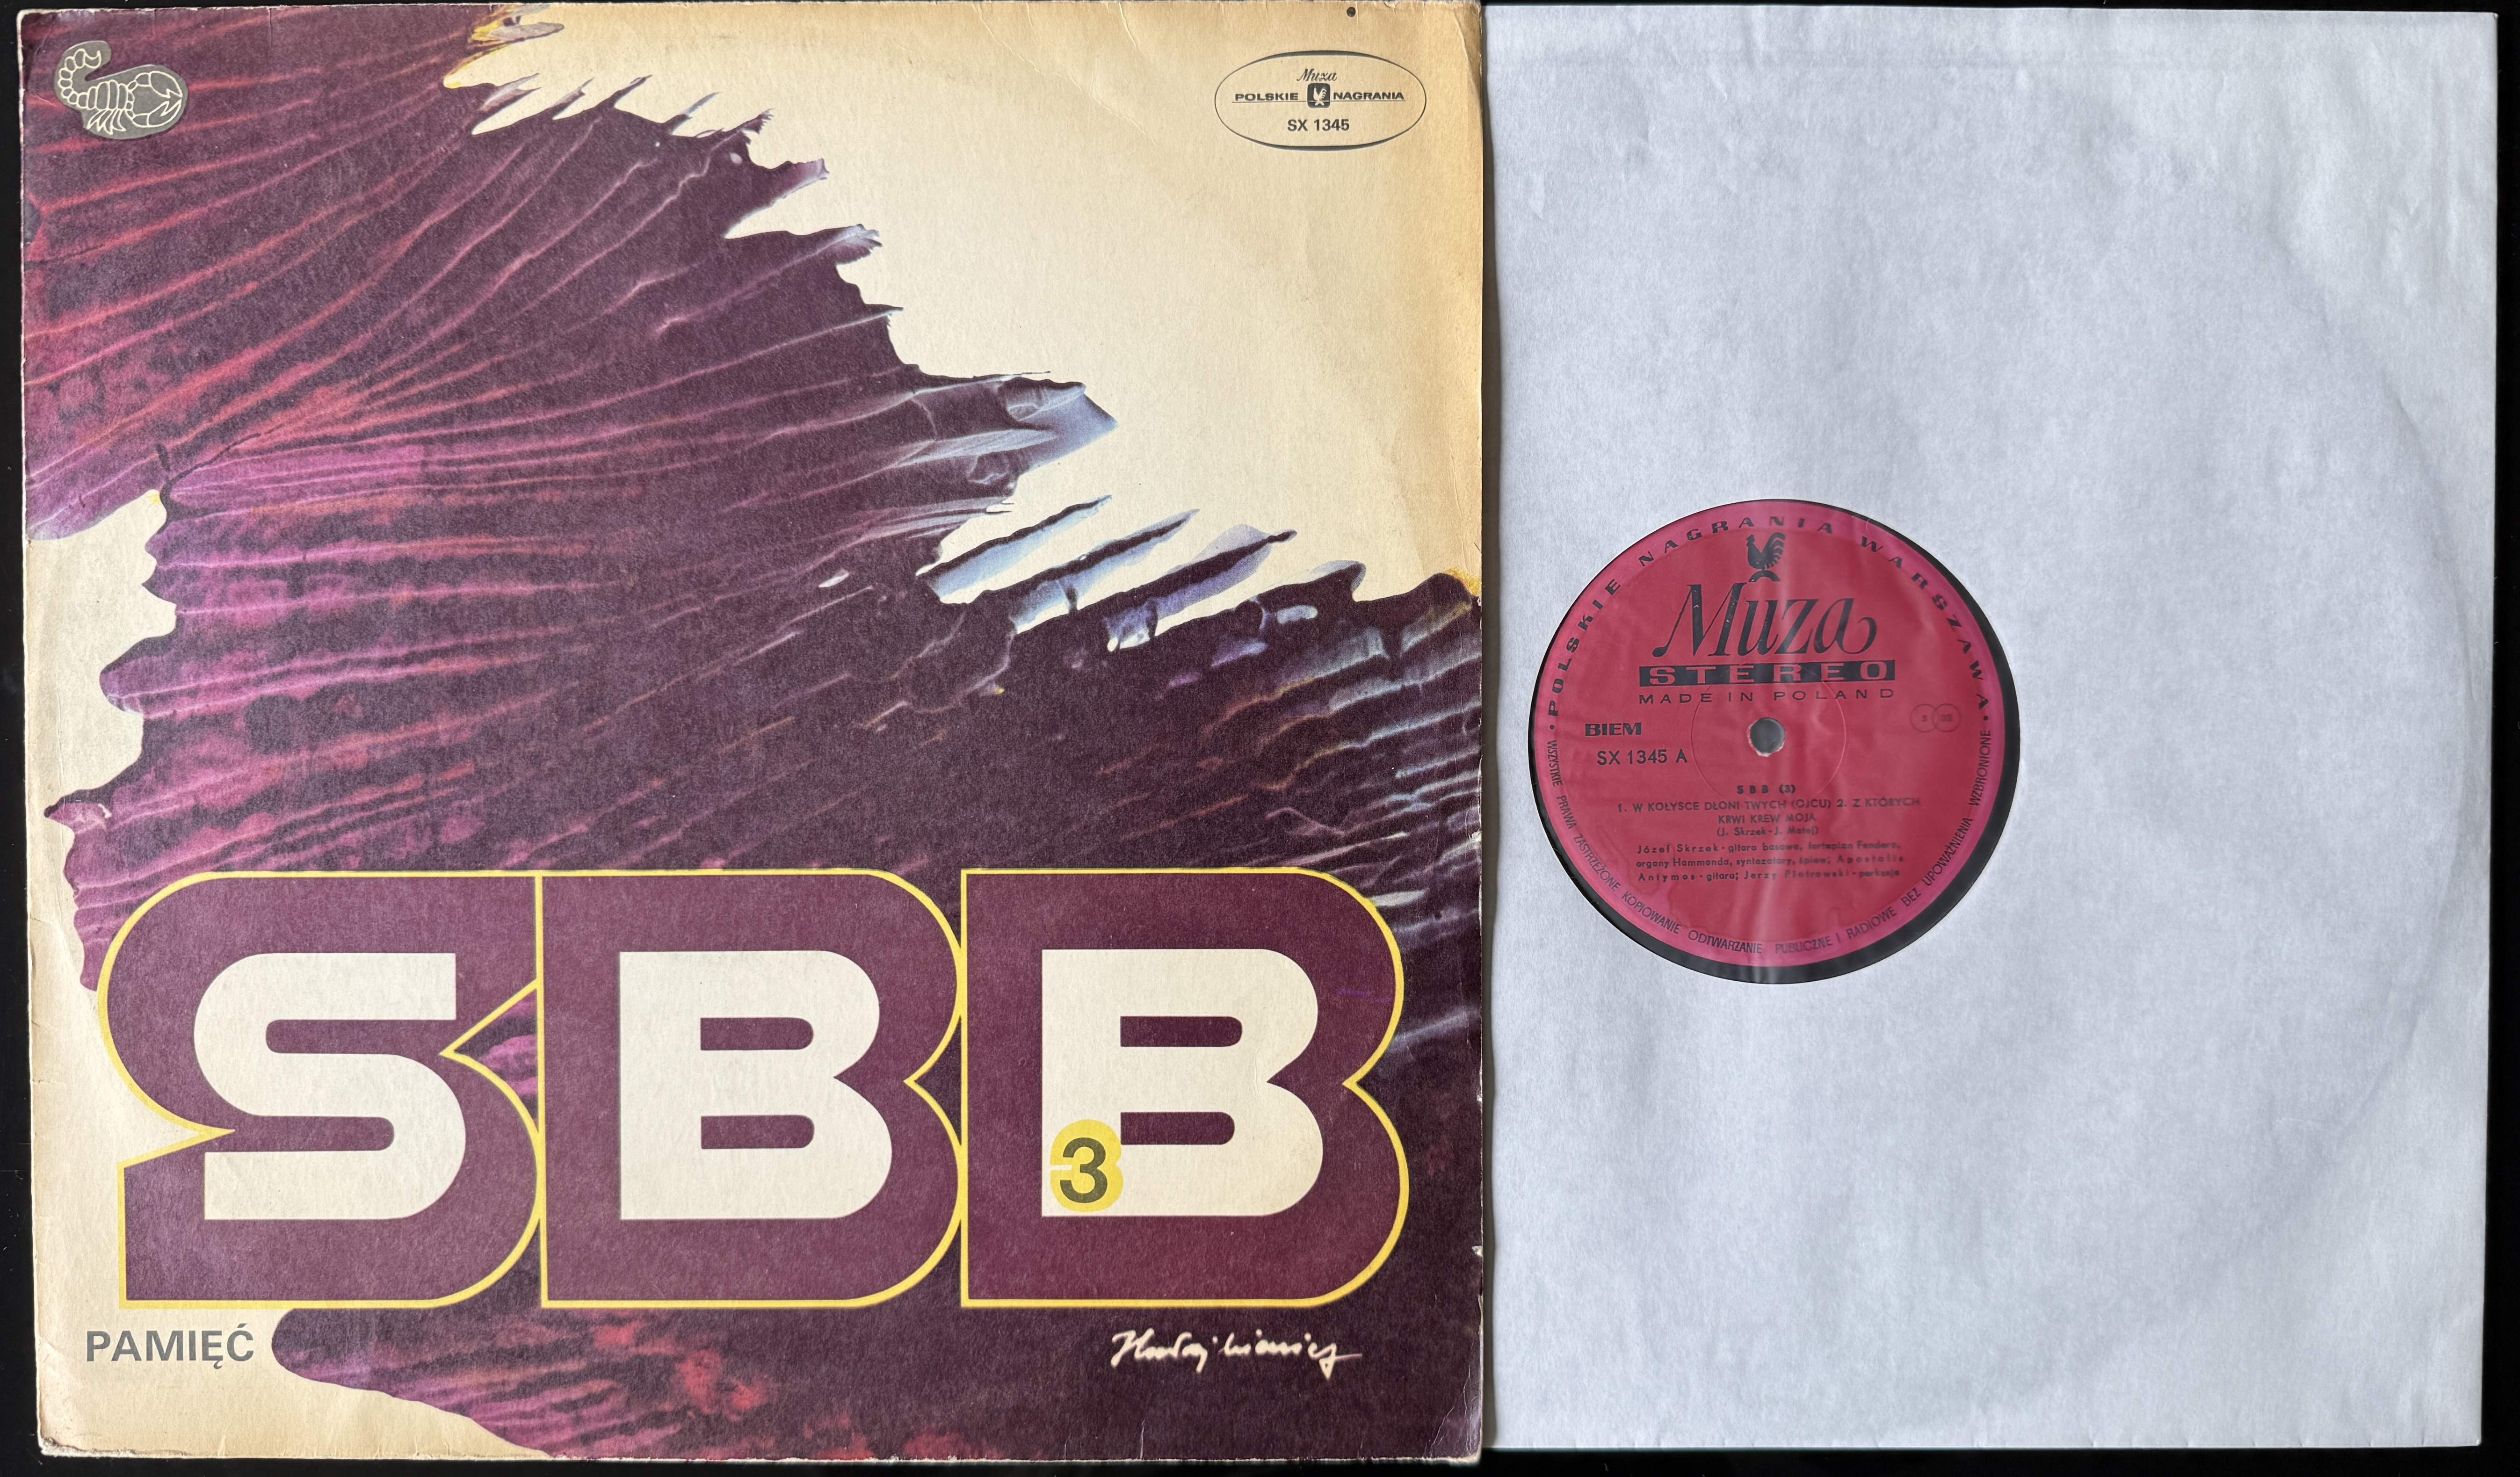 Muza
POLSKIE NAGRANIA
SX 1345
SBB
3
PAMIĘĆ
• POLSKIE NAGRANIA WARSZAWA •
Muza
STEREO
MADE IN POLAND
BIEM
SX 1345 A
S 33
SBB (3)
1. W KOŁYSCE DŁONI TWYCH (OJCU) 2. Z KTÓRYCH
KRWI KREW MOJA
(J. Skrzek - J. Matej)
Józef Skrzek - gitara basowa, fortepian Fendera,
organy Hammonda, syntezatory, śpiew; Apostolis
Antymos - gitara; Jerzy Piotrowski - perkusja
WSZYSTKIE PRAWA ZASTRZEŻONE KOPIOWANIE ODTWARZANIE PUBLICZNE I RADIOWE BEZ UPOWAŻNIENIA WZBRONIONE